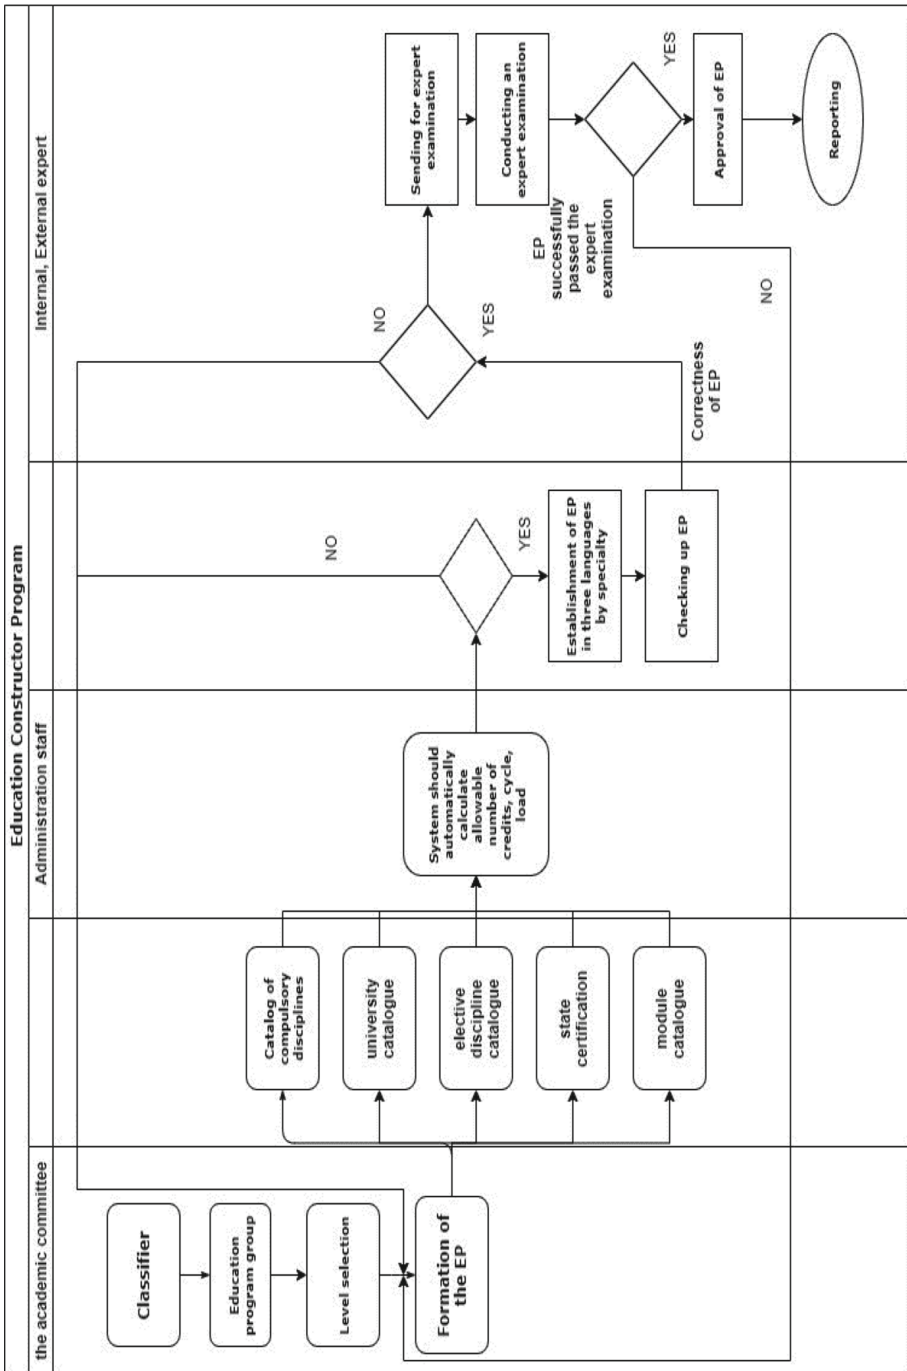 Education Constructor Program
the academic committee
Administration staff
Internal, External expert
Classifier
Education
program group
Level selection
Formation of
the EP
Catalog of
compulsory
disciplines
university
catalogue
elective
discipline
catalogue
state
certification
module
catalogue
System should
automatically
calculate
allowable
number of
credits, cycle,
load
NO
YES
Establishment of EP
in three languages
by specialty
Checking up EP
Correctness
of EP
NO
YES
Sending for expert
examination
Conducting an
expert examination
EP
successfully
passed the
expert
examination
YES
NO
Approval of EP
Reporting